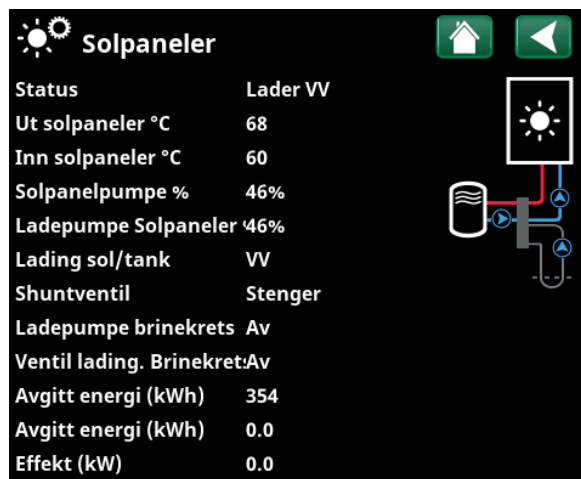 Solpaneler
Status Lader VV
Ut solpaneler °C 68
Inn solpaneler °C 60
Solpanelpumpe % 46%
Ladepumpe Solpaneler 46%
Lading sol/tank VV
Shuntventil Stenger
Ladepumpe brinekrets Av
Ventil lading. Brinekrets Av
Avgitt energi (kWh) 354
Avgitt energi (kWh) 0.0
Effekt (kW) 0.0